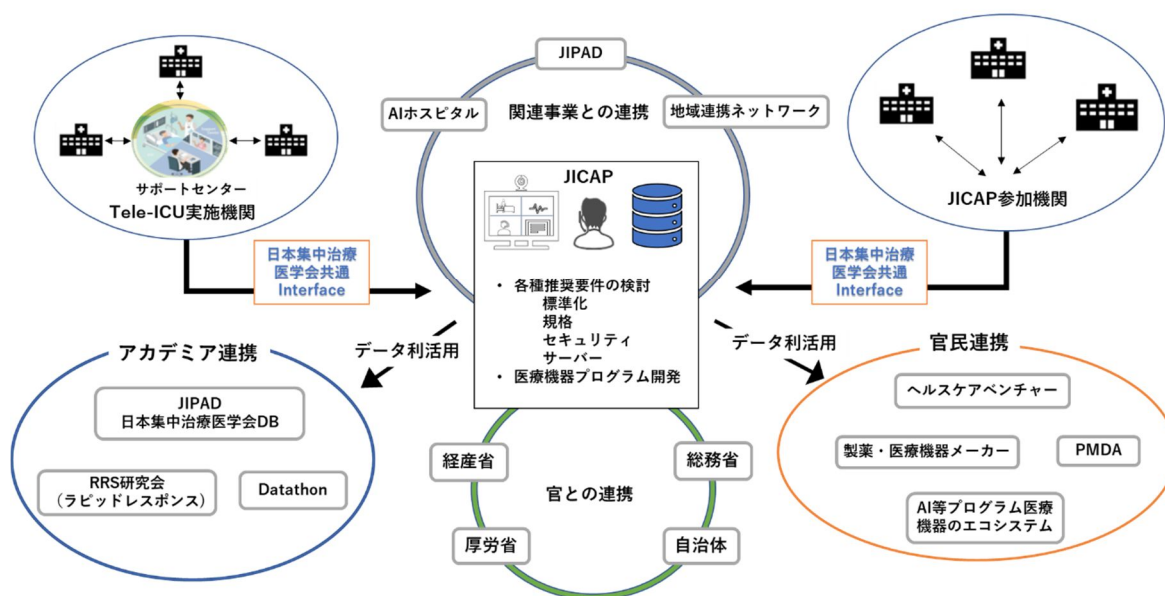 JIPAD
関連事業との連携
AIホスピタル
地域連携ネットワーク
サポートセンター
Tele-ICU実施機関
JICAP参加機関
日本集中治療
医学会共通
Interface
JICAP
• 各種推奨要件の検討
標準化
規格
セキュリティ
サーバー
• 医療機器プログラム開発
日本集中治療
医学会共通
Interface
データ利活用
データ利活用
アカデミア連携
JIPAD
日本集中治療医学会DB
RRS研究会
（ラピッドレスポンス）
Datathon
経産省
総務省
官との連携
厚労省
自治体
官民連携
ヘルスケアベンチャー
製薬・医療機器メーカー
PMDA
AI等プログラム医療
機器のエコシステム